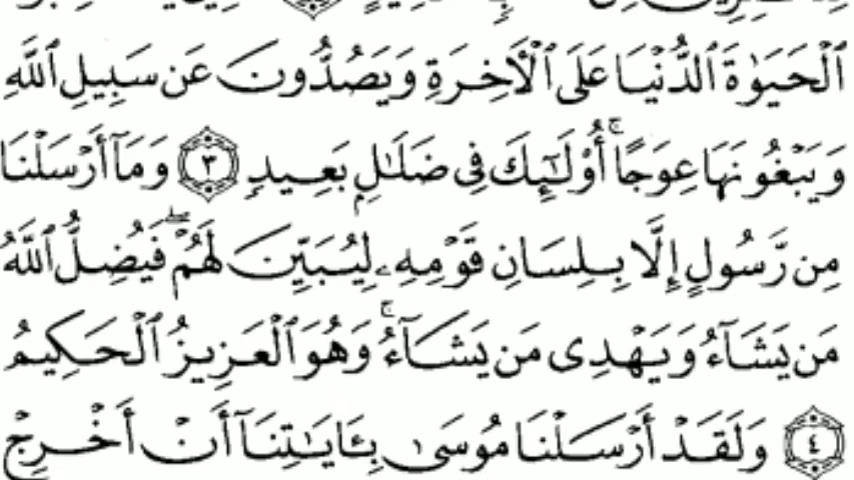 ٱلْحَيَوٰةَ ٱلدُّنْيَا عَلَى ٱلْأَخِرَةِ وَيَصُدُّونَ عَن سَبِيلِ ٱللَّهِ
وَيَبْغُونَهَا عِوَجًا ۚ أُو۟لَـٰٓئِكَ فِى ضَلَـٰلٍۭ بَعِيدٍ ٣ وَمَآ أَرْسَلْنَا
مِن رَّسُولٍ إِلَّا بِلِسَانِ قَوْمِهِۦ لِيُبَيِّنَ لَهُمْ ۖ فَيُضِلُّ ٱللَّهُ
مَن يَشَآءُ وَيَهْدِى مَن يَشَآءُ ۚ وَهُوَ ٱلْعَزِيزُ ٱلْحَكِيمُ
٤ وَلَقَدْ أَرْسَلْنَا مُوسَىٰ بِـَٔايَـٰتِنَآ أَنْ أَخْرِجْ